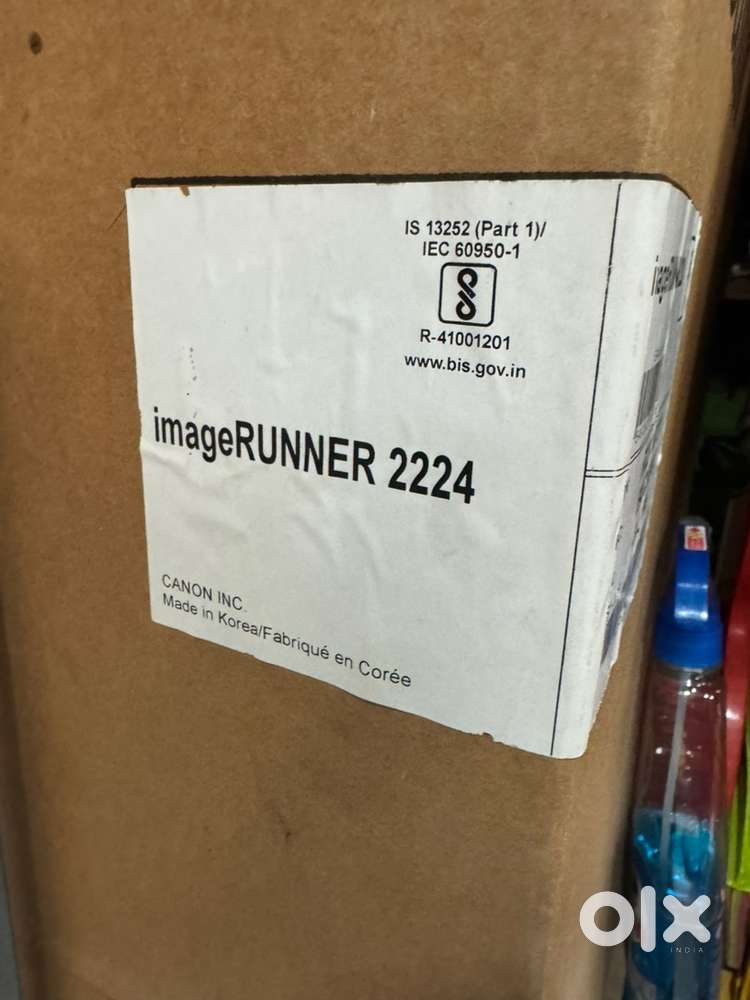 IS 13252 (Part 1)/
IEC 60950-1
R-41001201
www.bis.gov.in
imageRUNNER 2224
CANON INC.
Made in Korea/Fabriqué en Corée
olx
INDIA